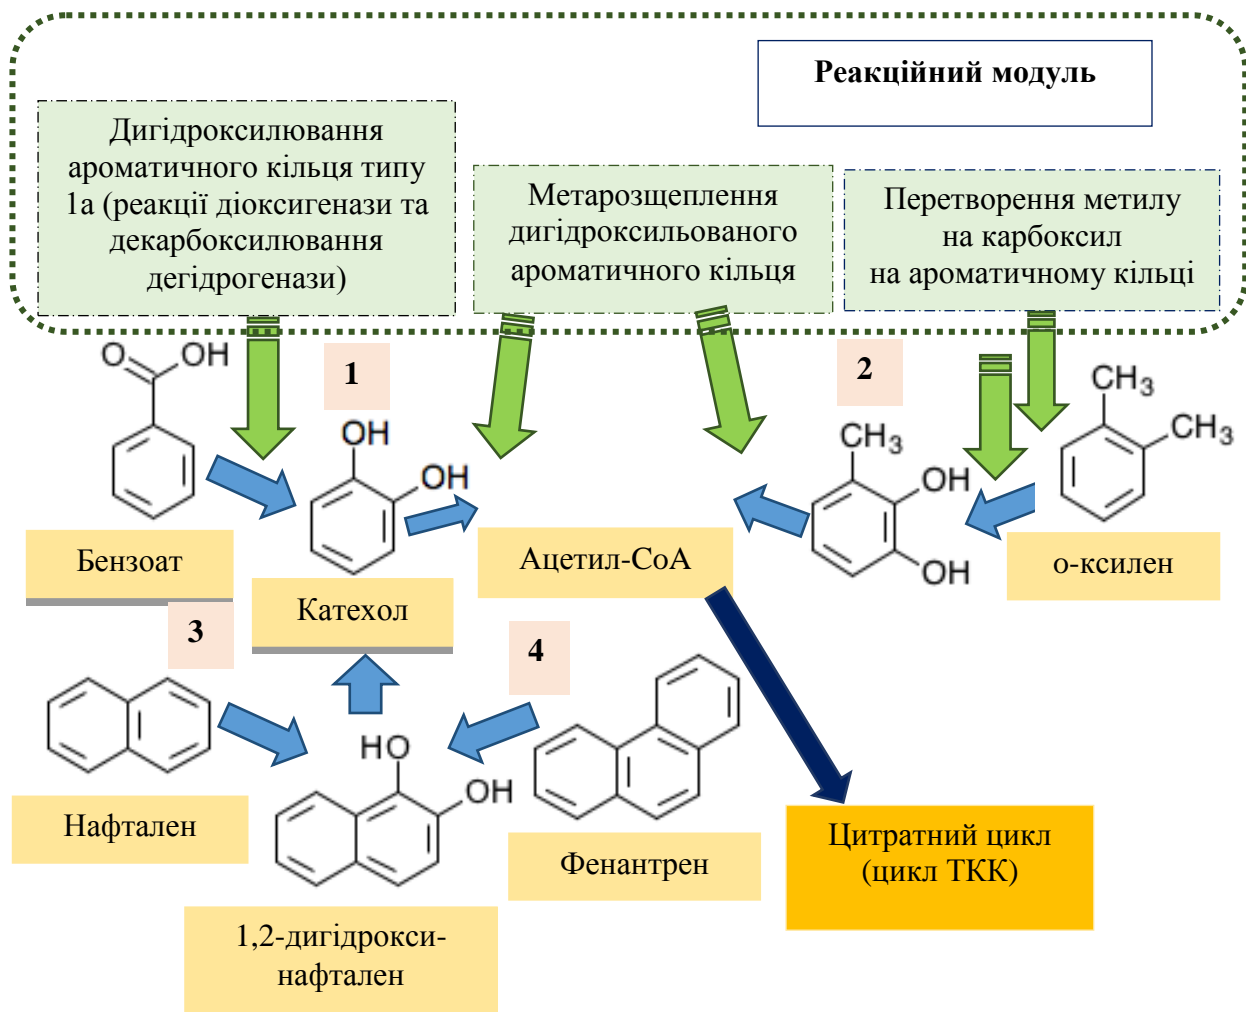 Реакційний модуль
Дигідроксилювання
ароматичного кільця типу
1а (реакції діоксигенази та
декарбоксилювання
дегідрогенази)
Метарозщеплення
дигідроксильованого
ароматичного кільця
Перетворення метилу
на карбоксил
на ароматичному кільці
O
OH
1
OH
OH
2
CH3
OH
OH
CH3
CH3
Бензоат
Катехол
Ацетил-СоА
о-ксилен
3
4
HO
OH
Нафтален
Фенантрен
1,2-дигідрокси-
нафтален
Цитратний цикл
(цикл ТКК)